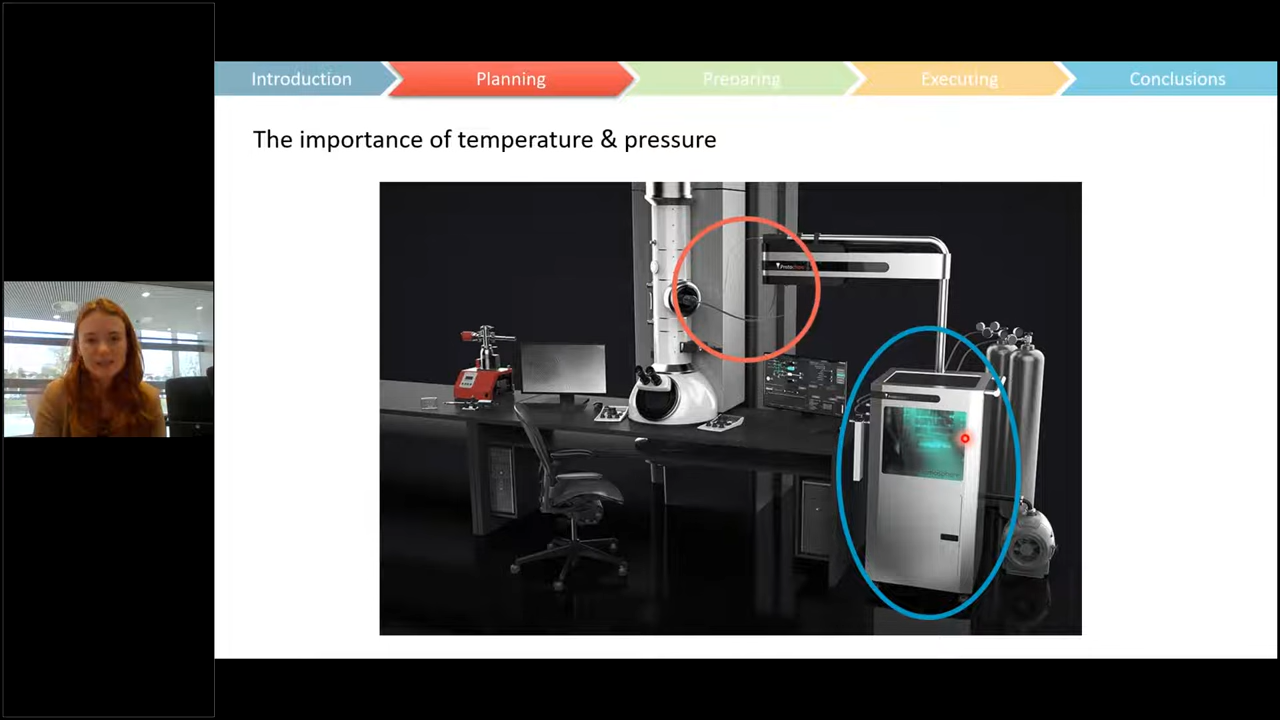 Introduction
Planning
Preparing
Executing
Conclusions
The importance of temperature & pressure